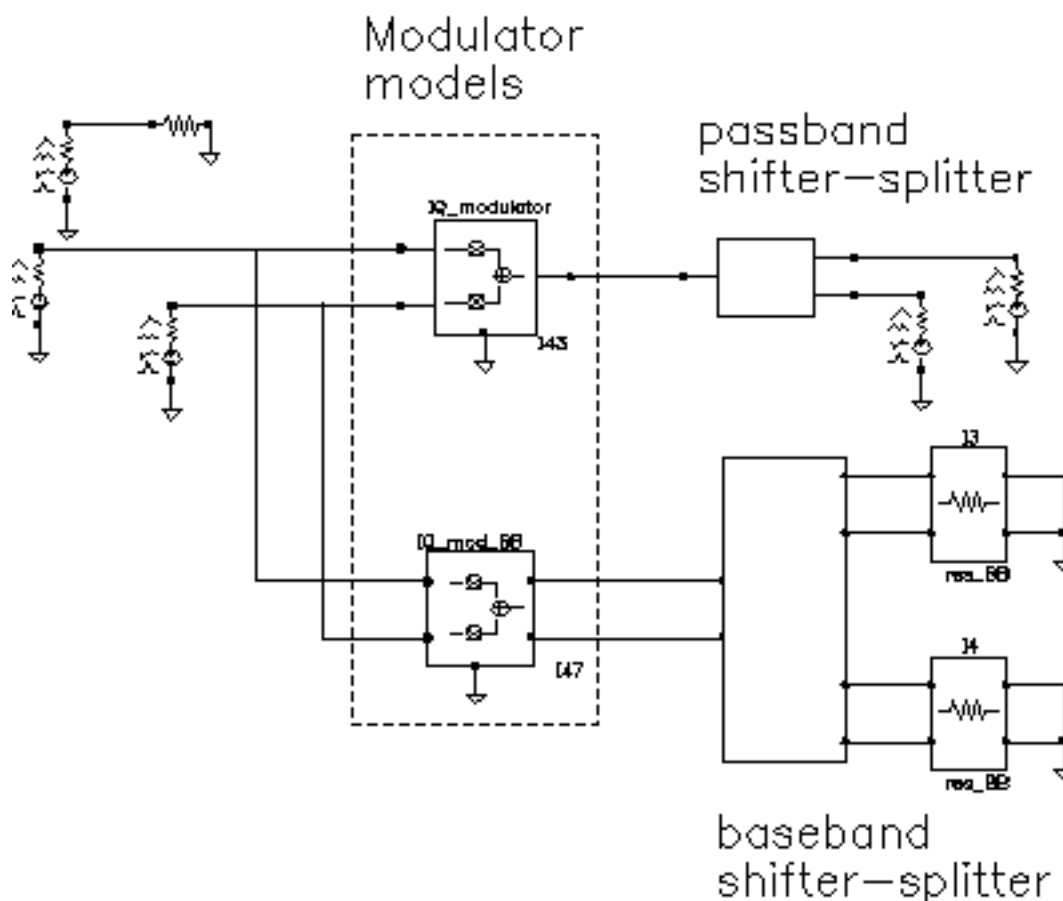 Modulator
models
passband
shifter-splitter
IQ_modulator
I43
I3
res_BB
IQ_mod_BB
I47
I4
res_BB
baseband
shifter-splitter